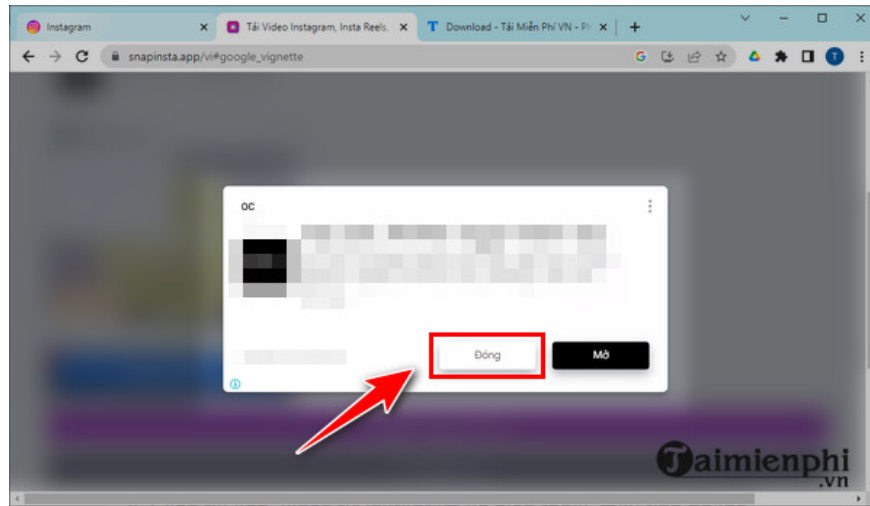 Instagram
Tải Video Instagram, Insta Reels,
Download - Tải Miễn Phí VN - Ph
snapinsta.app/vi#google_vignette
G
T
OC
Đóng
Mở
Taimienphi
.vn